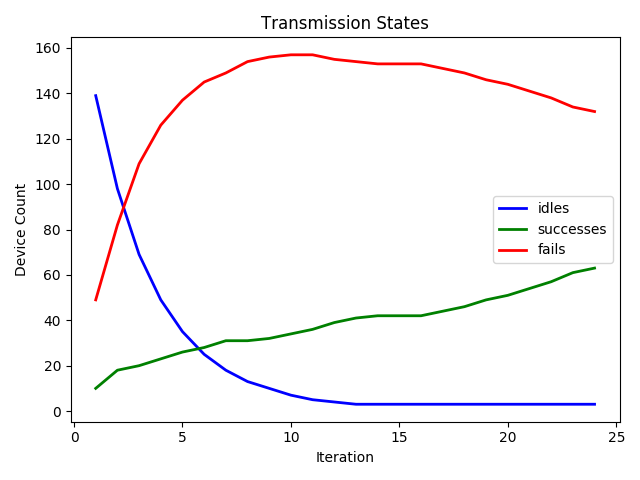 Transmission States
160
140
120
100
80
60
40
20
0
Device Count
idles
successes
fails
0 5 10 15 20 25
Iteration